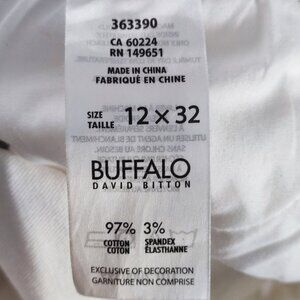 363390
CA 60224
RN 149651
MADE IN CHINA
FABRIQUÉ EN CHINE
SIZE
TAILLE
12 × 32
BUFFALO
DAVID BITTON
97% 3%
COTTON SPANDEX
COTON ÉLASTHANNE
EXCLUSIVE OF DECORATION
GARNITURE NON COMPRISE